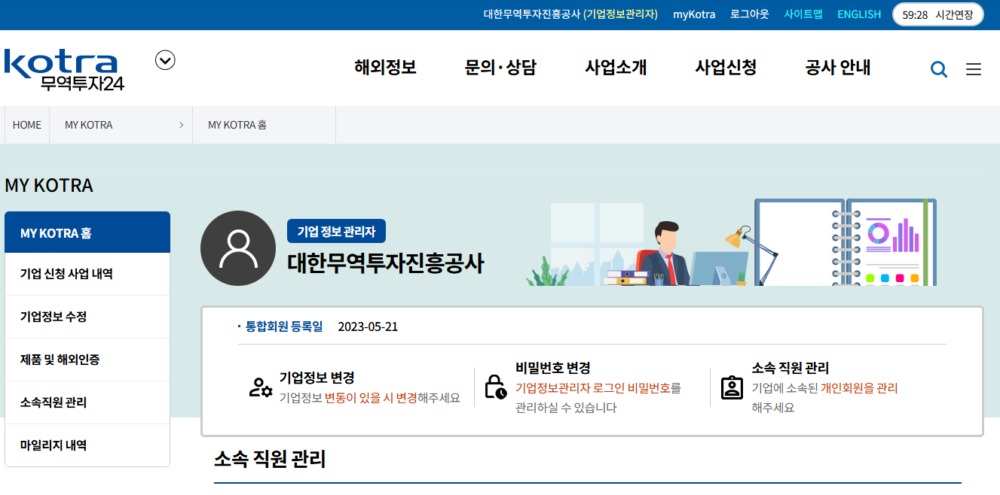 대한무역투자진흥공사 (기업정보관리자) myKotra 로그아웃 사이트맵 ENGLISH 59:28 시간연장
kotra
무역투자24
해외정보 문의·상담 사업소개 사업신청 공사 안내
HOME MY KOTRA MY KOTRA 홈
MY KOTRA
MY KOTRA 홈
기업 신청 사업 내역
기업정보 수정
제품 및 해외인증
소속직원 관리
마일리지 내역
기업 정보 관리자
대한무역투자진흥공사
통합회원 등록일 2023-05-21
기업정보 변경
기업정보 변동이 있을 시 변경해주세요
비밀번호 변경
기업정보관리자 로그인 비밀번호를
관리하실 수 있습니다
소속 직원 관리
기업에 소속된 개인회원을 관리
해주세요
소속 직원 관리